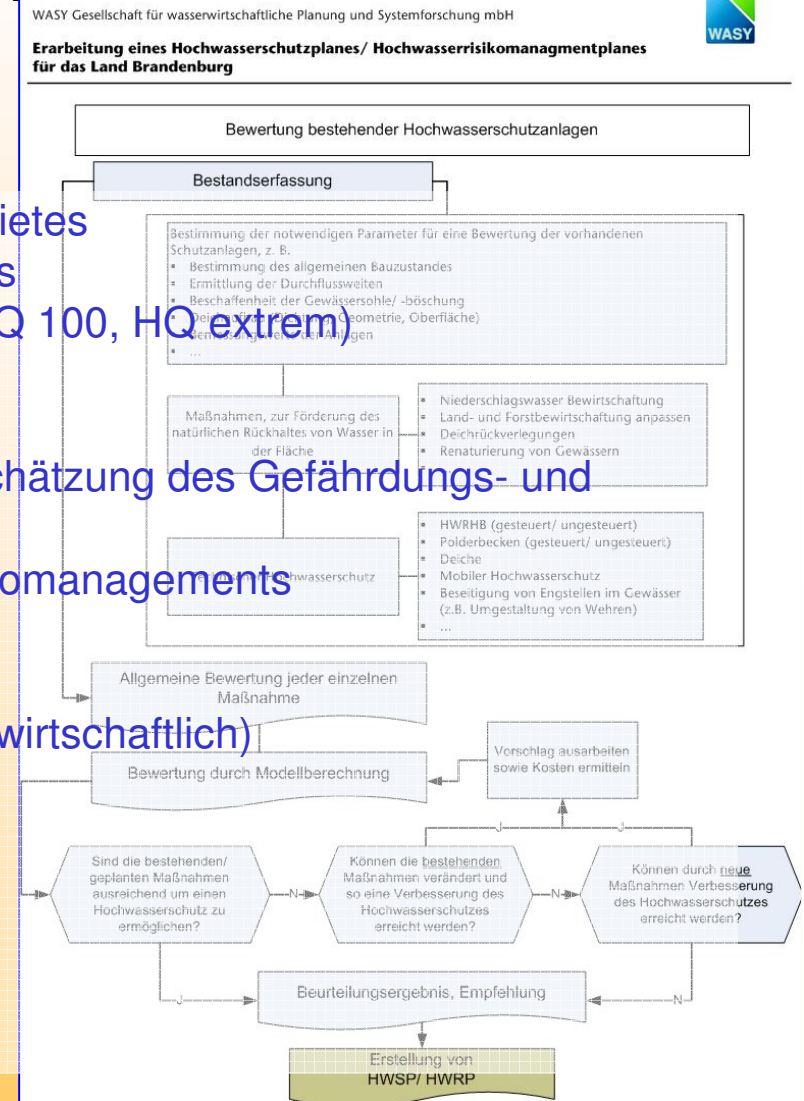 WASY Gesellschaft für wasserwirtschaftliche Planung und Systemforschung mbH
WASY
Erarbeitung eines Hochwasserschutzplanes/ Hochwasserrisikomanagmentplanes
für das Land Brandenburg
Bewertung bestehender Hochwasserschutzanlagen
Bestandserfassung
ietes
s
Q 100, HQ extrem)
chätzung des Gefährdungs- und
omanagements
wirtschaftlich)
Bestimmung der notwendigen Parameter für eine Bewertung der vorhandenen
Schutzanlagen, z. B.
▪ Bestimmung des allgemeinen Bauzustandes
▪ Ermittlung der Durchflussweiten
▪ Beschaffenheit der Gewässersohle/ -böschung
▪ Deichaufbau (Dichtung, Geometrie, Oberfläche)
▪ Bemessungswerte der Anlagen
▪ ...
Maßnahmen, zur Förderung des
natürlichen Rückhaltes von Wasser in
der Fläche
▪ Niederschlagswasser Bewirtschaftung
▪ Land- und Forstbewirtschaftung anpassen
▪ Deichrückverlegungen
▪ Renaturierung von Gewässern
▪ ...
Technischer Hochwasserschutz
▪ HWRHB (gesteuert/ ungesteuert)
▪ Polderbecken (gesteuert/ ungesteuert)
▪ Deiche
▪ Mobiler Hochwasserschutz
▪ Beseitigung von Engstellen im Gewässer
(z.B. Umgestaltung von Wehren)
▪ ...
Allgemeine Bewertung jeder einzelnen
Maßnahme
Bewertung durch Modellberechnung
Vorschlag ausarbeiten
sowie Kosten ermitteln
J
J
Sind die bestehenden/
geplanten Maßnahmen
ausreichend um einen
Hochwasserschutz zu
ermöglichen?
N
Können die bestehenden
Maßnahmen verändert und
so eine Verbesserung des
Hochwasserschutzes
erreicht werden?
N
Können durch neue
Maßnahmen Verbesserung
des Hochwasserschutzes
erreicht werden?
J
Beurteilungsergebnis, Empfehlung
N
Erstellung von
HWSP/ HWRP